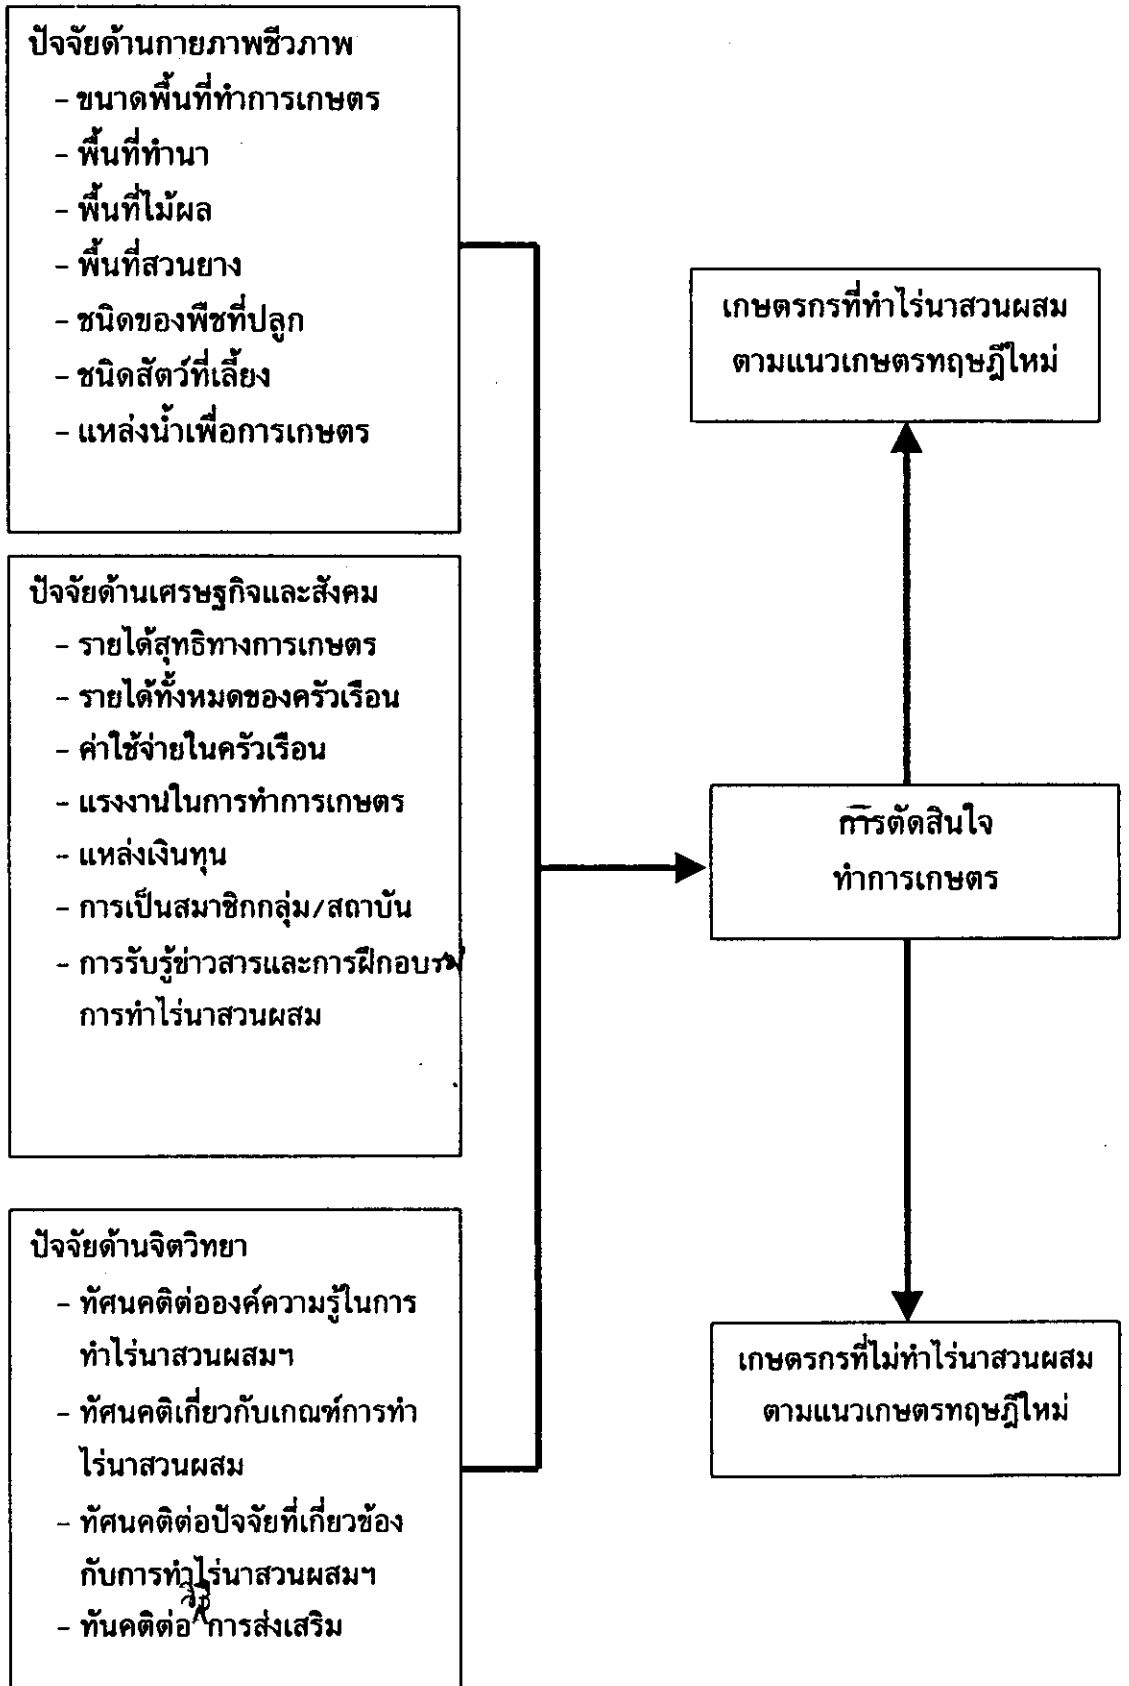 ปัจจัยด้านกายภาพชีวภาพ
- ขนาดพื้นที่ทำการเกษตร
- พื้นที่ทำนา
- พื้นที่ไม้ผล
- พื้นที่สวนยาง
- ชนิดของพืชที่ปลูก
- ชนิดสัตว์ที่เลี้ยง
- แหล่งน้ำเพื่อการเกษตร
ปัจจัยด้านเศรษฐกิจและสังคม
- รายได้สุทธิทางการเกษตร
- รายได้ทั้งหมดของครัวเรือน
- ค่าใช้จ่ายในครัวเรือน
- แรงงานในการทำการเกษตร
- แหล่งเงินทุน
- การเป็นสมาชิกกลุ่ม/สถาบัน
- การรับรู้ข่าวสารและการฝึกอบรม
การทำไร่นาสวนผสม
ปัจจัยด้านจิตวิทยา
- ทัศนคติต่อองค์ความรู้ในการ
ทำไร่นาสวนผสมฯ
- ทัศนคติเกี่ยวกับเกณฑ์การทำ
ไร่นาสวนผสม
- ทัศนคติต่อปัจจัยที่เกี่ยวข้อง
กับการทำไร่นาสวนผสมฯ
- ทันคติต่อวิธีการส่งเสริม
เกษตรกรที่ทำไร่นาสวนผสม
ตามแนวเกษตรทฤษฎีใหม่
การตัดสินใจ
ทำการเกษตร
เกษตรกรที่ไม่ทำไร่นาสวนผสม
ตามแนวเกษตรทฤษฎีใหม่